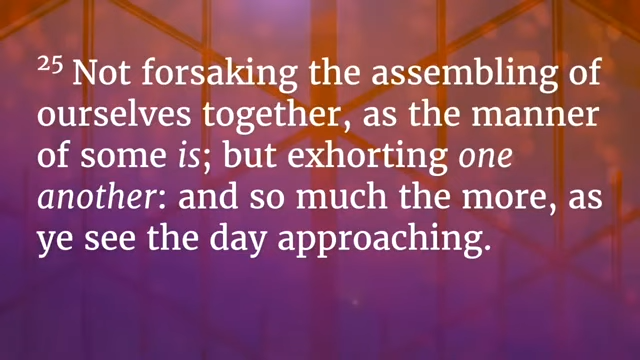 25 Not forsaking the assembling of
ourselves together, as the manner
of some is; but exhorting one
another: and so much the more, as
ye see the day approaching.